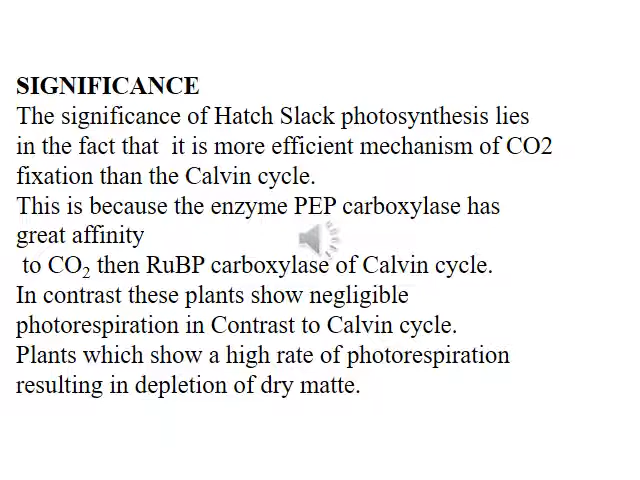 SIGNIFICANCE
The significance of Hatch Slack photosynthesis lies
in the fact that  it is more efficient mechanism of CO2
fixation than the Calvin cycle.
This is because the enzyme PEP carboxylase has
great affinity
to CO₂ then RuBP carboxylase of Calvin cycle.
In contrast these plants show negligible
photorespiration in Contrast to Calvin cycle.
Plants which show a high rate of photorespiration
resulting in depletion of dry matte.